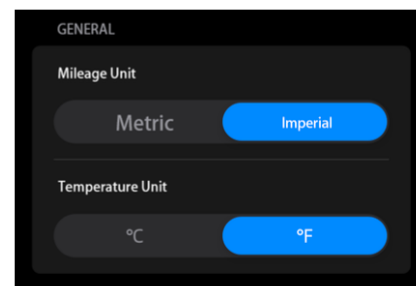 GENERAL
Mileage Unit
Metric Imperial
Temperature Unit
°C °F